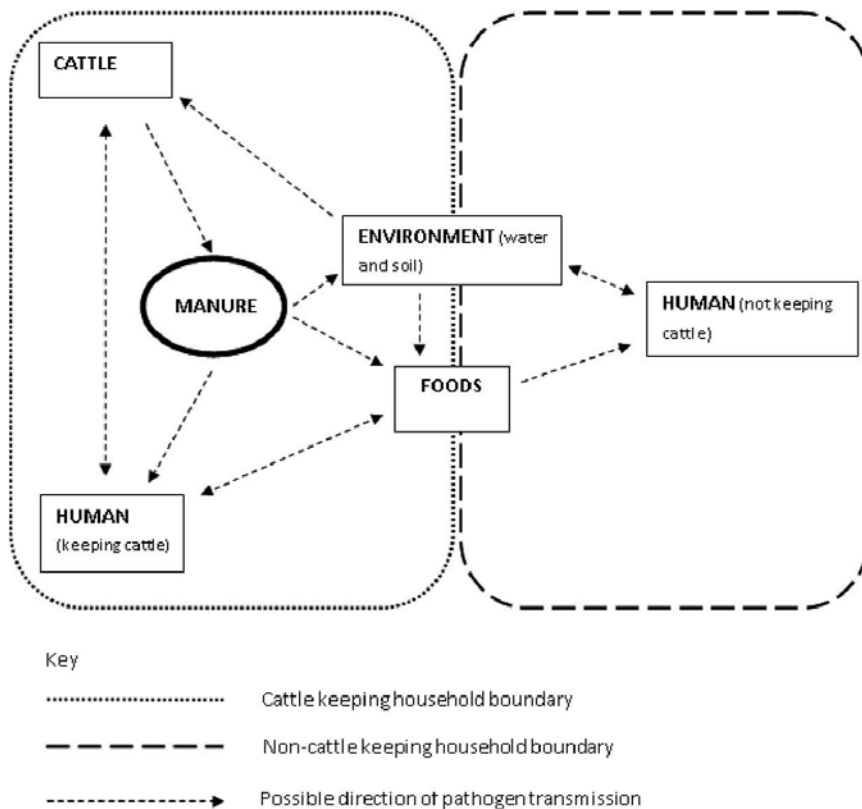 CATTLE
ENVIRONMENT (water
and soil)
MANURE
HUMAN (not keeping
cattle)
FOODS
HUMAN
(keeping cattle)
Key
Cattle keeping household boundary
Non-cattle keeping household boundary
Possible direction of pathogen transmission